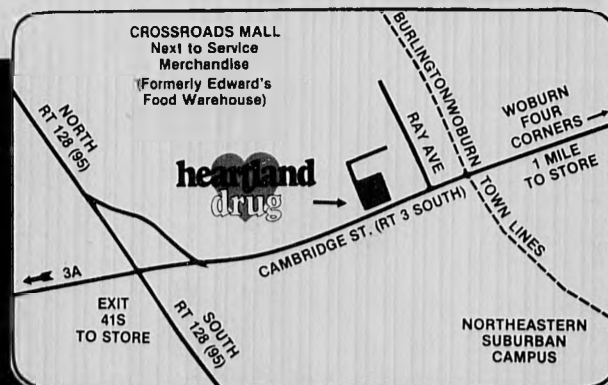 CROSSROADS MALL
Next to Service
Merchandise
(Formerly Edward's
Food Warehouse)
BURLINGTON/WOBURN
TOWN LINES
NORTH
RT 128 (95)
WOBURN
FOUR
CORNERS
1 MILE
TO STORE
RAY AVE
heartland
drug
CAMBRIDGE ST. (RT 3 SOUTH)
3A
EXIT
41S
TO STORE
SOUTH
RT 128 (95)
NORTHEASTERN
SUBURBAN
CAMPUS